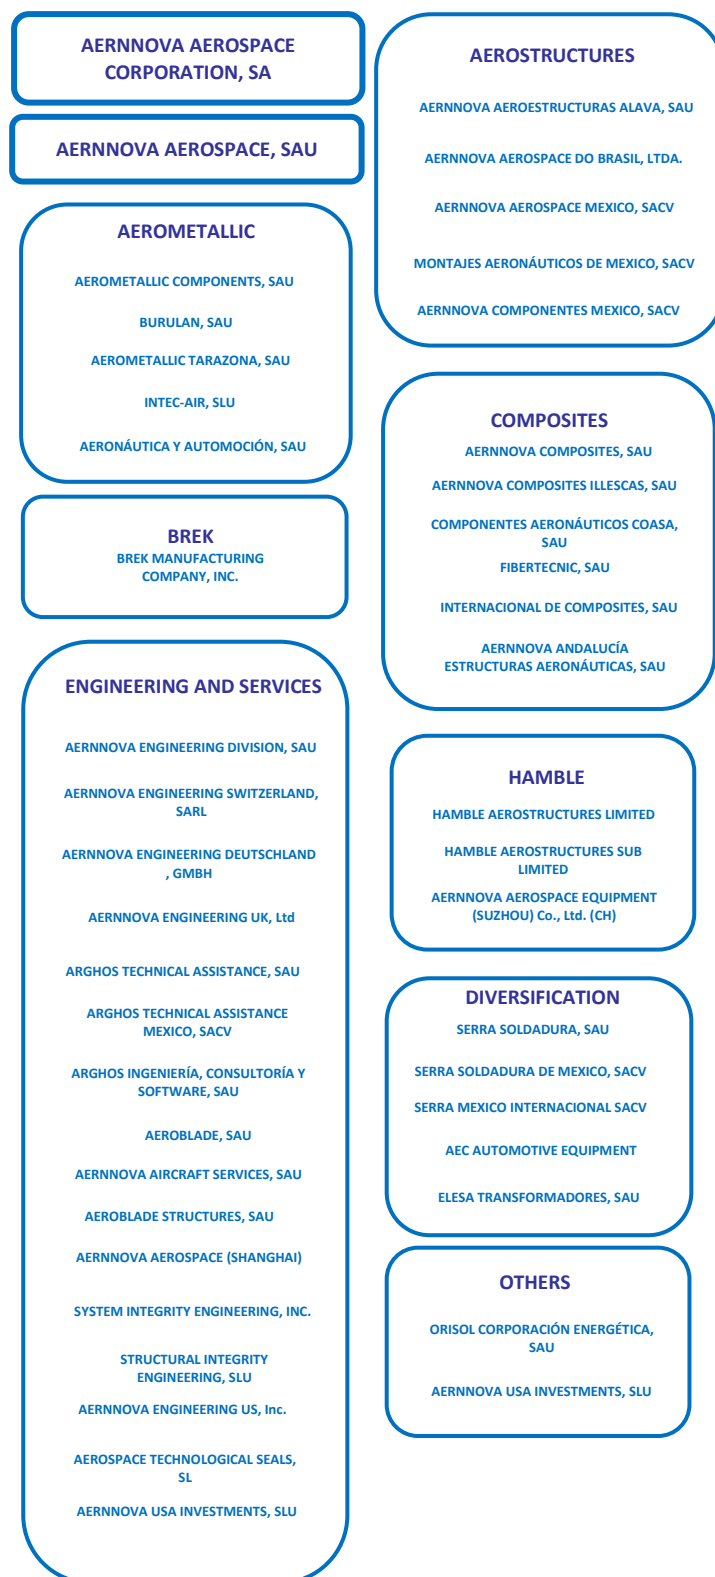 AERNNOVA AEROSPACE
CORPORATION, SA
AERNNOVA AEROSPACE, SAU
AEROMETALLIC
AEROMETALLIC COMPONENTS, SAU
BURULAN, SAU
AEROMETALLIC TARAZONA, SAU
INTEC-AIR, SLU
AERONÁUTICA Y AUTOMOCIÓN, SAU
BREK
BREK MANUFACTURING
COMPANY, INC.
ENGINEERING AND SERVICES
AERNNOVA ENGINEERING DIVISION, SAU
AERNNOVA ENGINEERING SWITZERLAND,
SARL
AERNNOVA ENGINEERING DEUTSCHLAND
, GMBH
AERNNOVA ENGINEERING UK, Ltd
ARGHOS TECHNICAL ASSISTANCE, SAU
ARGHOS TECHNICAL ASSISTANCE
MEXICO, SACV
ARGHOS INGENIERÍA, CONSULTORÍA Y
SOFTWARE, SAU
AEROBLADE, SAU
AERNNOVA AIRCRAFT SERVICES, SAU
AEROBLADE STRUCTURES, SAU
AERNNOVA AEROSPACE (SHANGHAI)
SYSTEM INTEGRITY ENGINEERING, INC.
STRUCTURAL INTEGRITY
ENGINEERING, SLU
AERNNOVA ENGINEERING US, Inc.
AEROSPACE TECHNOLOGICAL SEALS,
SL
AERNNOVA USA INVESTMENTS, SLU
AEROSTRUCTURES
AERNNOVA AEROESTRUCTURAS ALAVA, SAU
AERNNOVA AEROSPACE DO BRASIL, LTDA.
AERNNOVA AEROSPACE MEXICO, SACV
MONTAJES AERONÁUTICOS DE MEXICO, SACV
AERNNOVA COMPONENTES MEXICO, SACV
COMPOSITES
AERNNOVA COMPOSITES, SAU
AERNNOVA COMPOSITES ILLESCAS, SAU
COMPONENTES AERONÁUTICOS COASA,
SAU
FIBERTECNIC, SAU
INTERNACIONAL DE COMPOSITES, SAU
AERNNOVA ANDALUCÍA
ESTRUCTURAS AERONÁUTICAS, SAU
HAMBLE
HAMBLE AEROSTRUCTURES LIMITED
HAMBLE AEROSTRUCTURES SUB
LIMITED
AERNNOVA AEROSPACE EQUIPMENT
(SUZHOU) Co., Ltd. (CH)
DIVERSIFICATION
SERRA SOLDADURA, SAU
SERRA SOLDADURA DE MEXICO, SACV
SERRA MEXICO INTERNACIONAL SACV
AEC AUTOMOTIVE EQUIPMENT
ELESA TRANSFORMADORES, SAU
OTHERS
ORISOL CORPORACIÓN ENERGÉTICA,
SAU
AERNNOVA USA INVESTMENTS, SLU